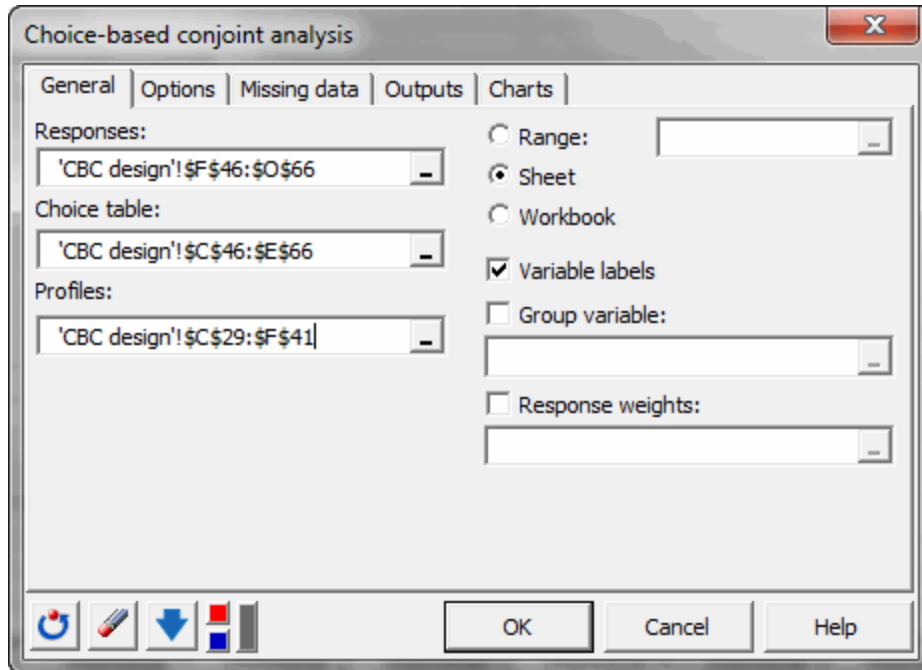 Choice-based conjoint analysis
General
Options
Missing data
Outputs
Charts
Responses:
'CBC design'!$F$46:$O$66
Choice table:
'CBC design'!$C$46:$E$66
Profiles:
'CBC design'!$C$29:$F$41
Range:
Sheet
Workbook
Variable labels
Group variable:
Response weights:
OK
Cancel
Help